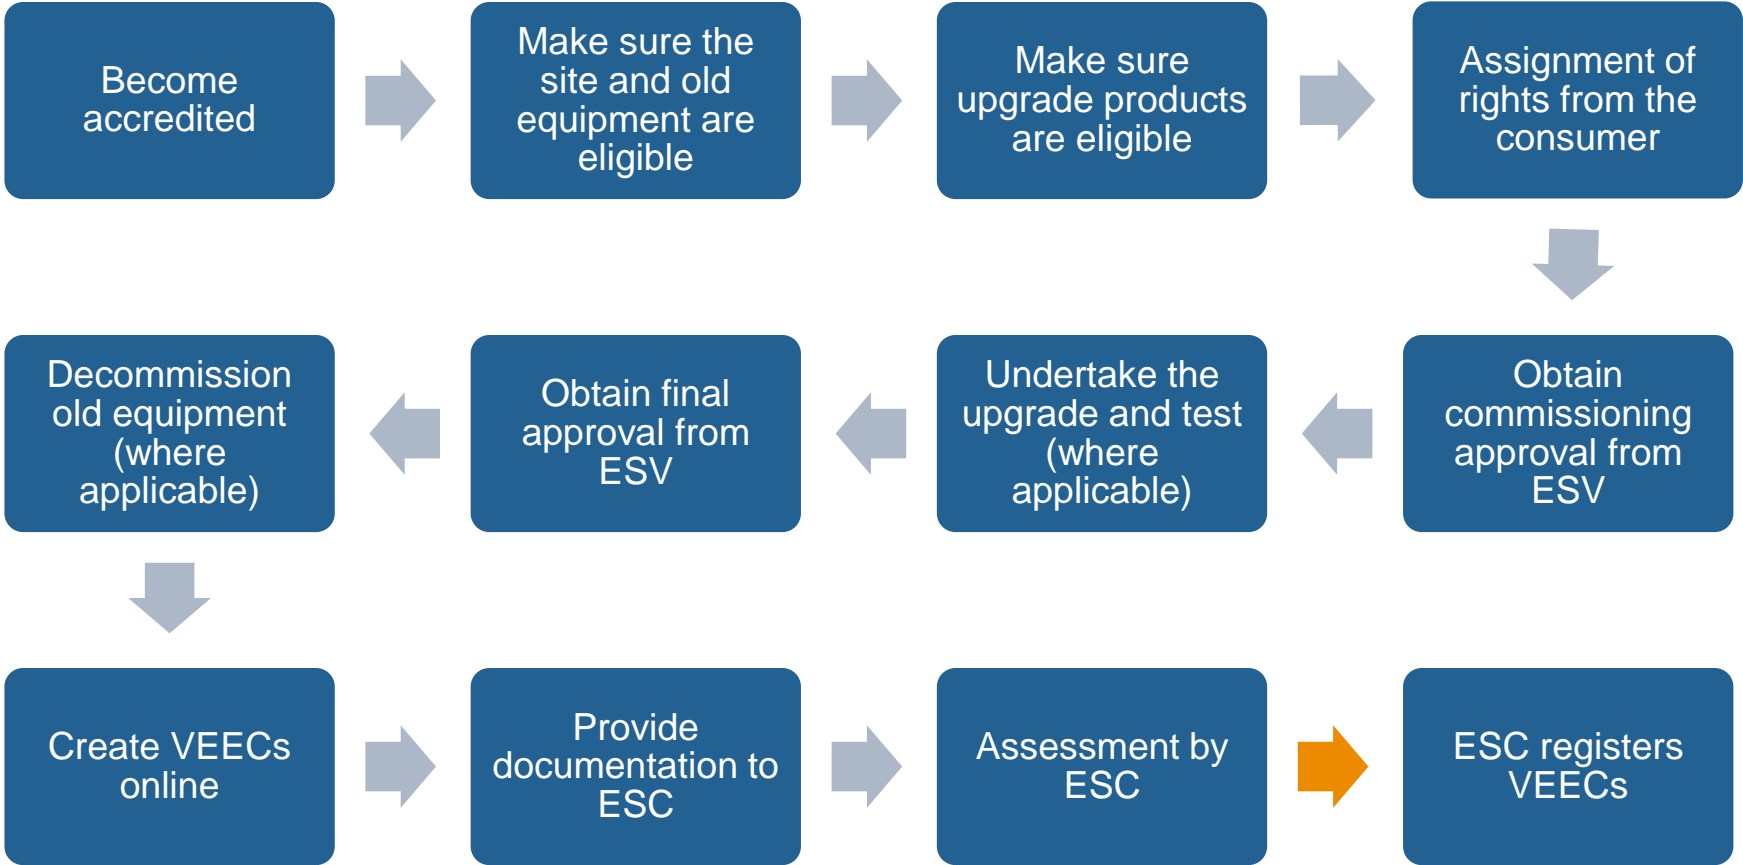 Become
accredited
Make sure the
site and old
equipment are
eligible
Make sure
upgrade products
are eligible
Assignment of
rights from the
consumer
Obtain
commissioning
approval from
ESV
Undertake the
upgrade and test
(where
applicable)
Obtain final
approval from
ESV
Decommission
old equipment
(where
applicable)
Create VEECs
online
Provide
documentation to
ESC
Assessment by
ESC
ESC registers
VEECs